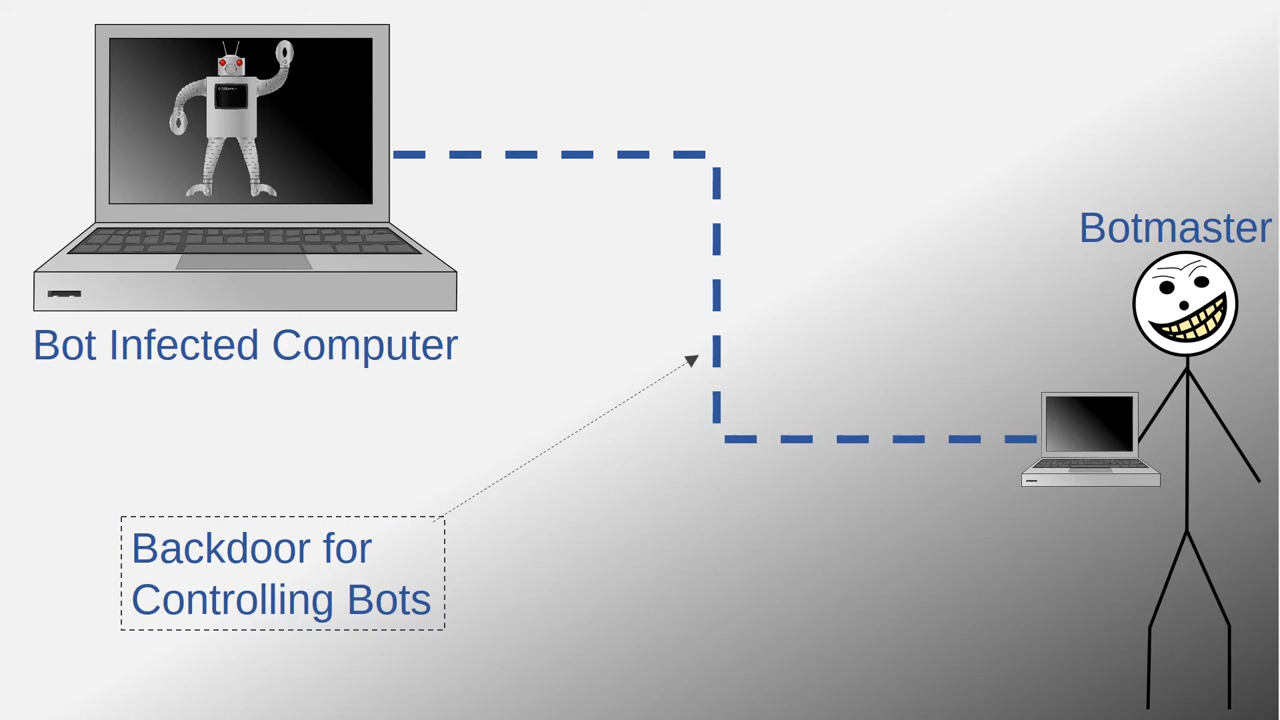 Botmaster
Bot Infected Computer
Backdoor for
Controlling Bots